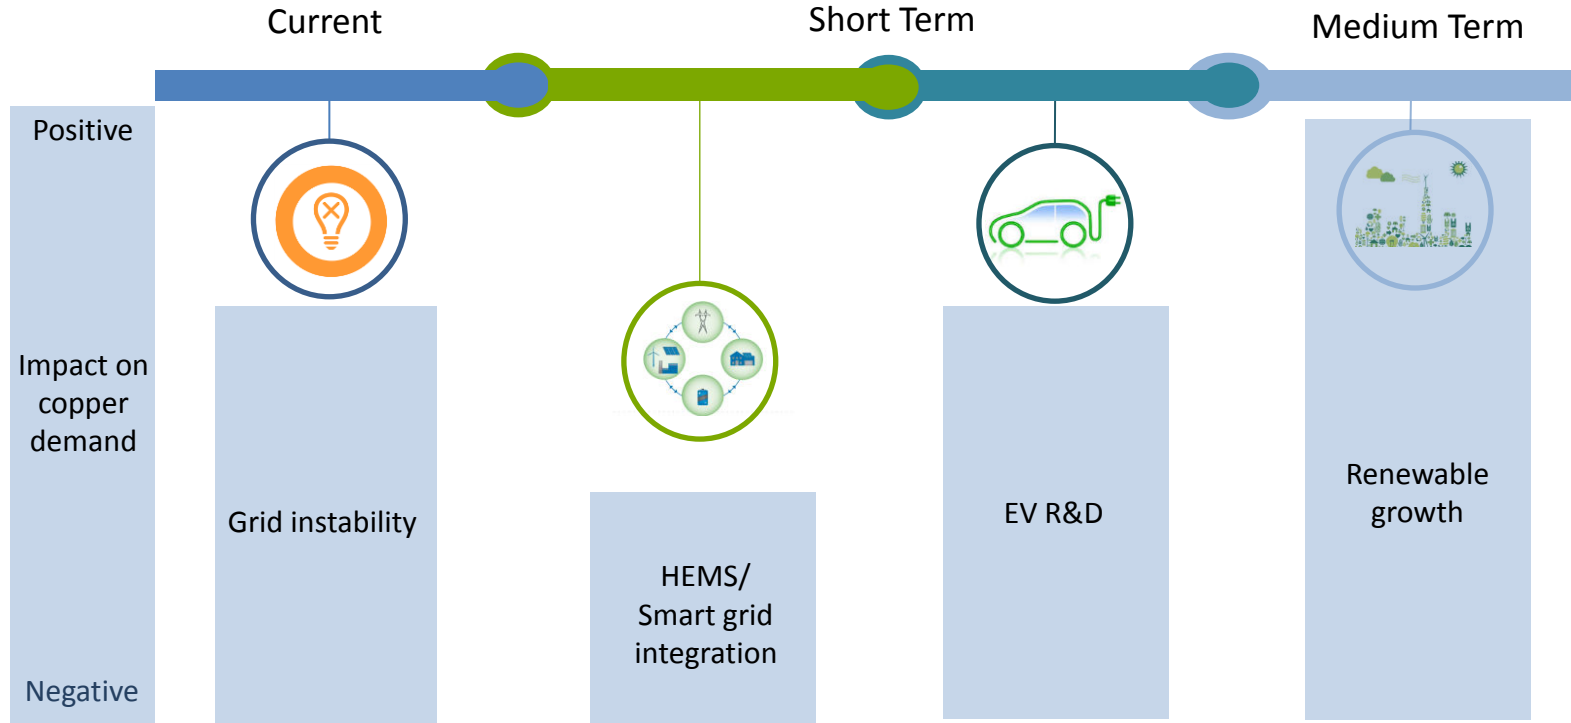 Current
Short Term
Medium Term
Positive
Impact on
copper
demand
Negative
Grid instability
HEMS/
Smart grid
integration
EV R&D
Renewable
growth